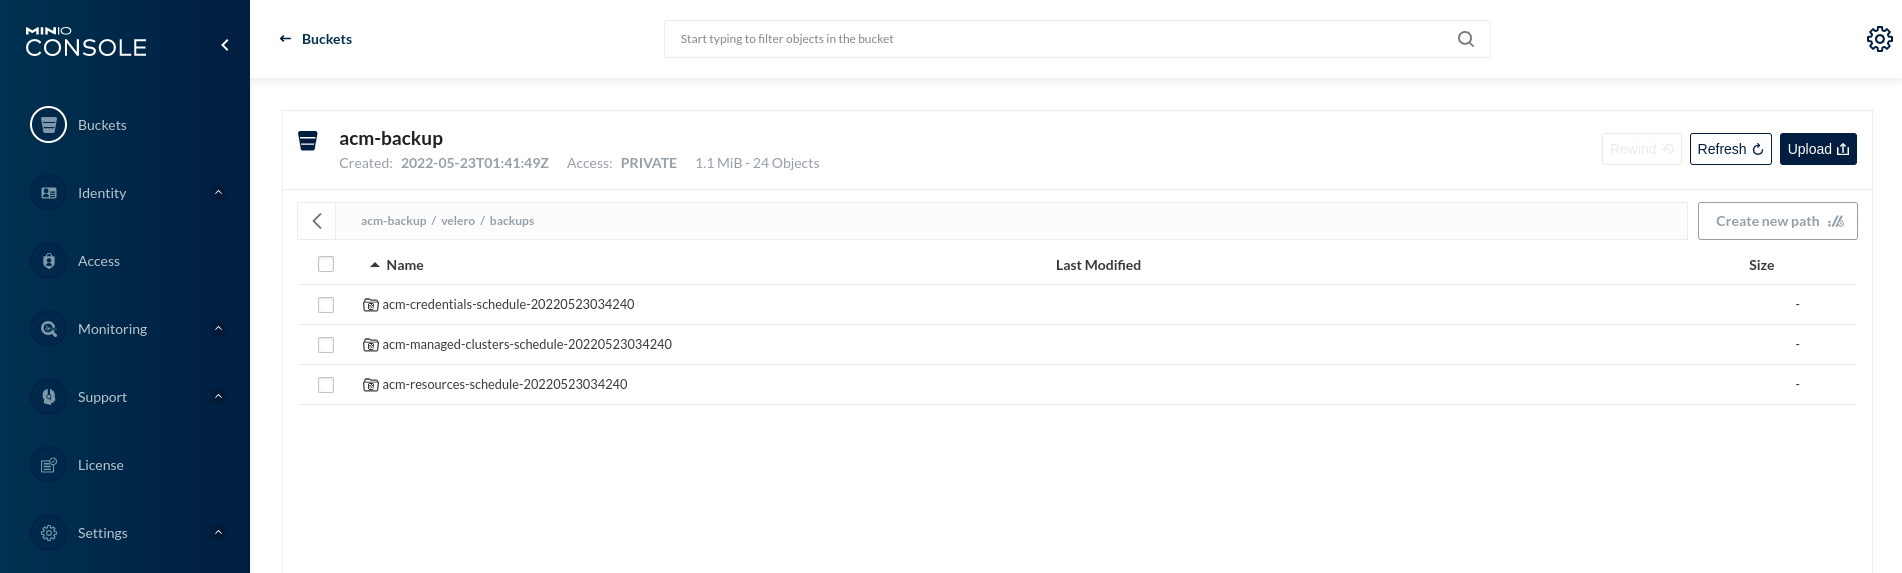 MINIO
CONSOLE
Buckets
Identity
Access
Monitoring
Support
License
Settings
← Buckets
Start typing to filter objects in the bucket
acm-backup
Created: 2022-05-23T01:41:49Z Access: PRIVATE 1.1 MiB - 24 Objects
Rewind Refresh Upload
acm-backup / velero / backups
Create new path
Name Last Modified Size
acm-credentials-schedule-20220523034240 -
acm-managed-clusters-schedule-20220523034240 -
acm-resources-schedule-20220523034240 -